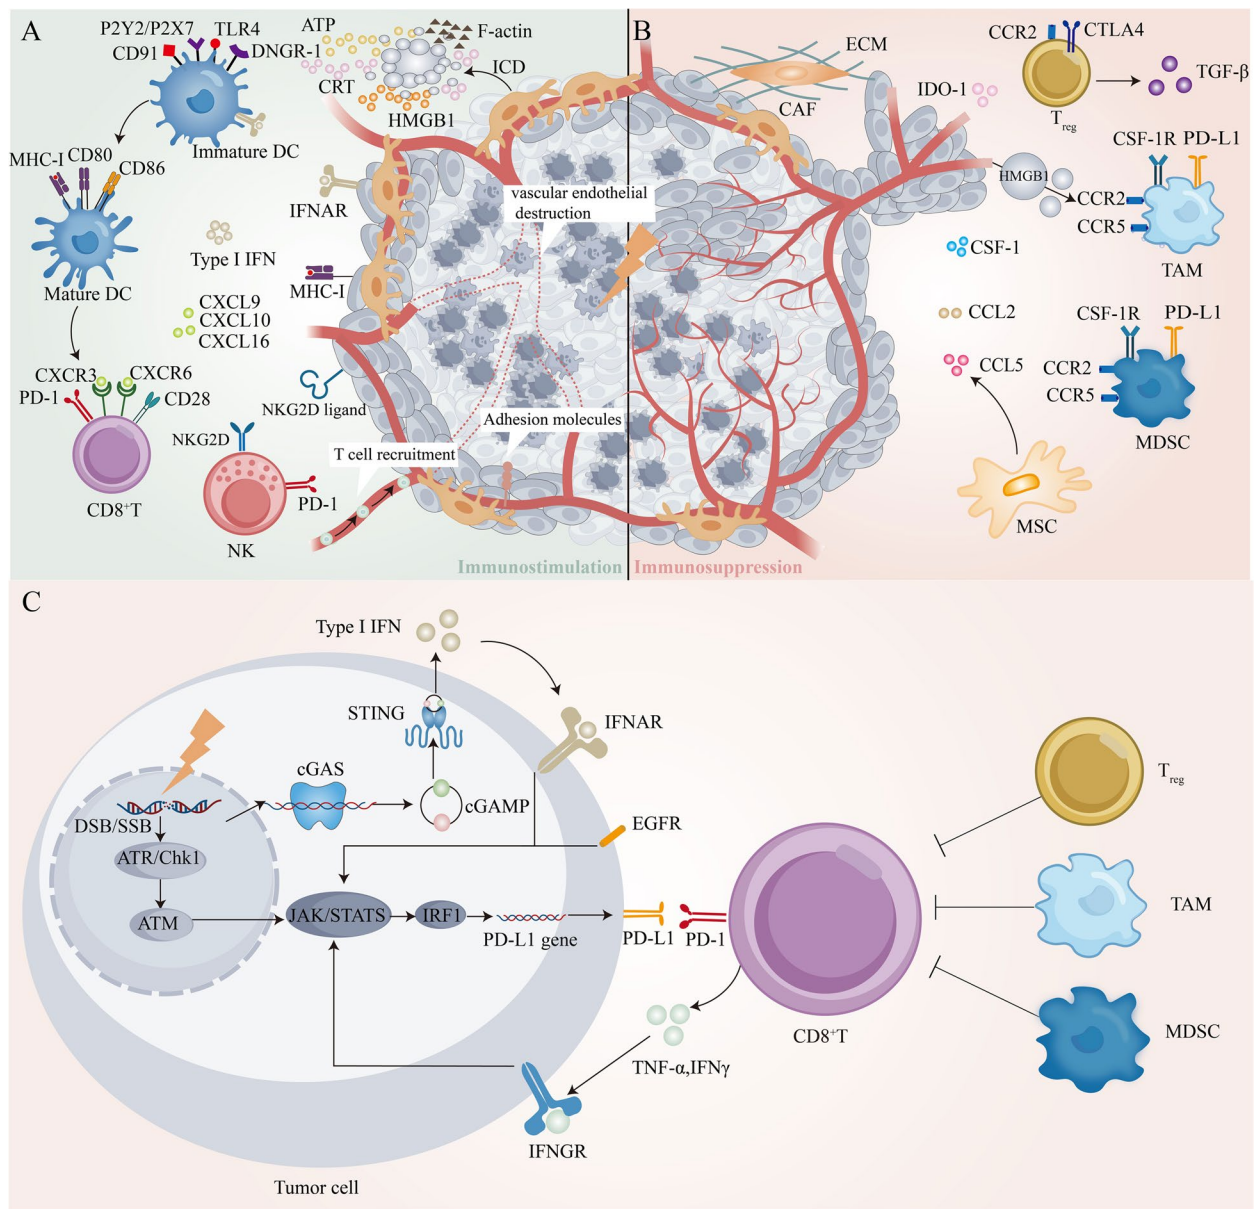 A
P2Y2/P2X7
TLR4
CD91
DNGR-1
Immature DC
MHC-I
CD80
CD86
Mature DC
Type I IFN
CXCL9
CXCL10
CXCL16
CXCR3
CXCR6
PD-1
CD28
CD8⁺T
NKG2D
PD-1
NK
ATP
F-actin
CRT
ICD
HMGB1
IFNAR
MHC-I
NKG2D ligand
vascular endothelial
destruction
Adhesion molecules
T cell recruitment
Immunostimulation
B
ECM
CAF
IDO-1
CCR2
CTLA4
TGF-β
Treg
CSF-1R
PD-L1
HMGB1
CCR2
CCR5
TAM
CSF-1
CCL2
CCL5
CSF-1R
PD-L1
CCR2
CCR5
MDSC
MSC
Immunosuppression
C
Type I IFN
STING
IFNAR
cGAS
cGAMP
DSB/SSB
ATR/Chk1
ATM
EGFR
JAK/STATS
IRF1
PD-L1 gene
PD-L1
PD-1
CD8⁺T
TNF-α,IFNγ
IFNGR
Tumor cell
Treg
TAM
MDSC